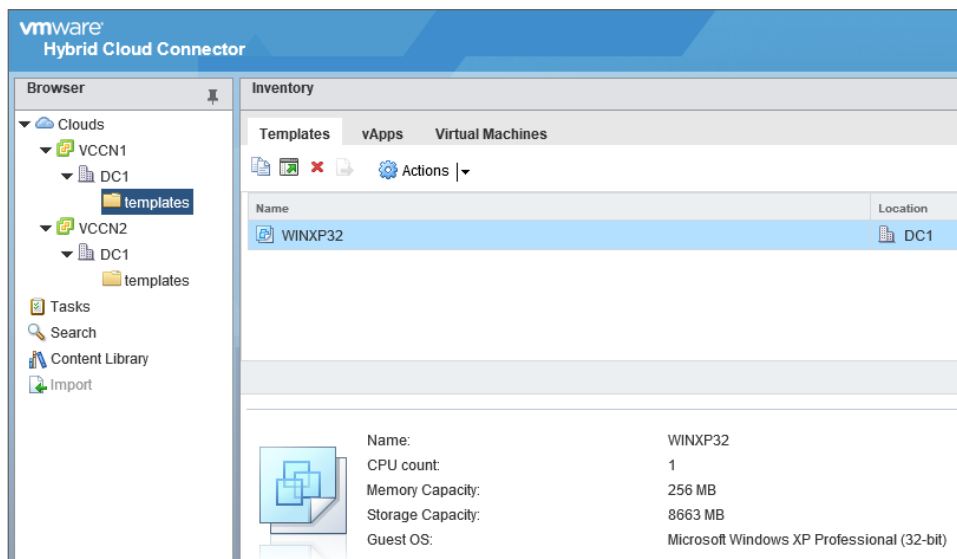 vmware
Hybrid Cloud Connector
Browser
Clouds
VCCN1
DC1
templates
VCCN2
DC1
templates
Tasks
Search
Content Library
Import
Inventory
Templates vApps Virtual Machines
Actions
Name Location
WINXP32 DC1
Name: WINXP32
CPU count: 1
Memory Capacity: 256 MB
Storage Capacity: 8663 MB
Guest OS: Microsoft Windows XP Professional (32-bit)